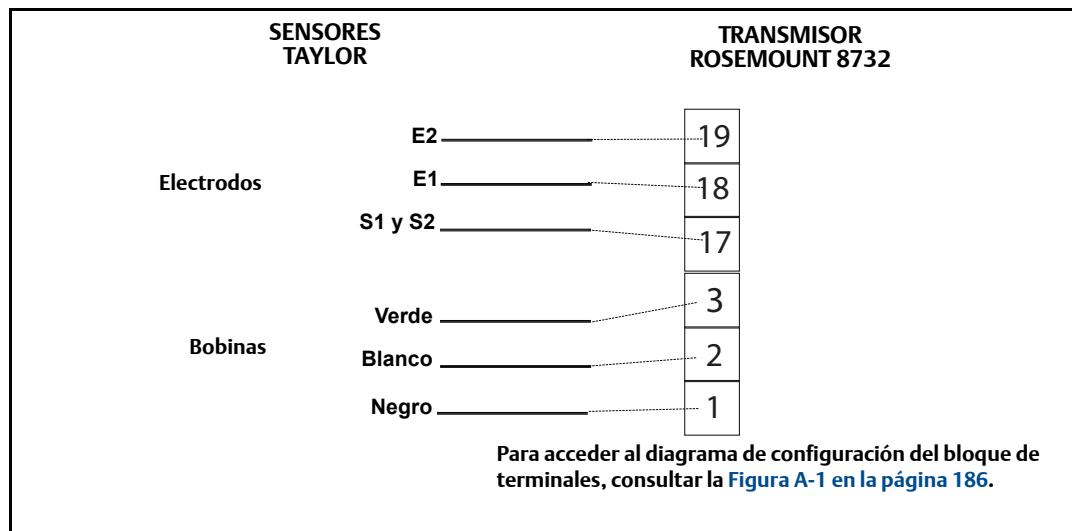 SENSORES
TAYLOR
TRANSMISOR
ROSEMOUNT 8732
E2
19
Electrodos
E1
18
S1 y S2
17
Verde
3
Bobinas
Blanco
2
Negro
1
Para acceder al diagrama de configuración del bloque de
terminales, consultar la Figura A-1 en la página 186.